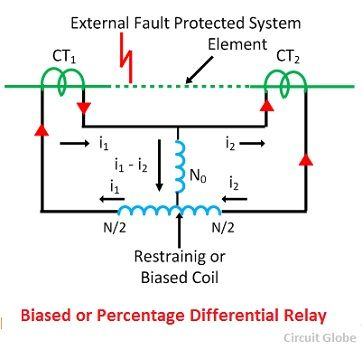 External Fault Protected System
Element
CT₁
CT₂
i₁
i₁ - i₂
i₂
i₁
N₀
i₂
N/2
N/2
Restrainig or
Biased Coil
Biased or Percentage Differential Relay
Circuit Globe